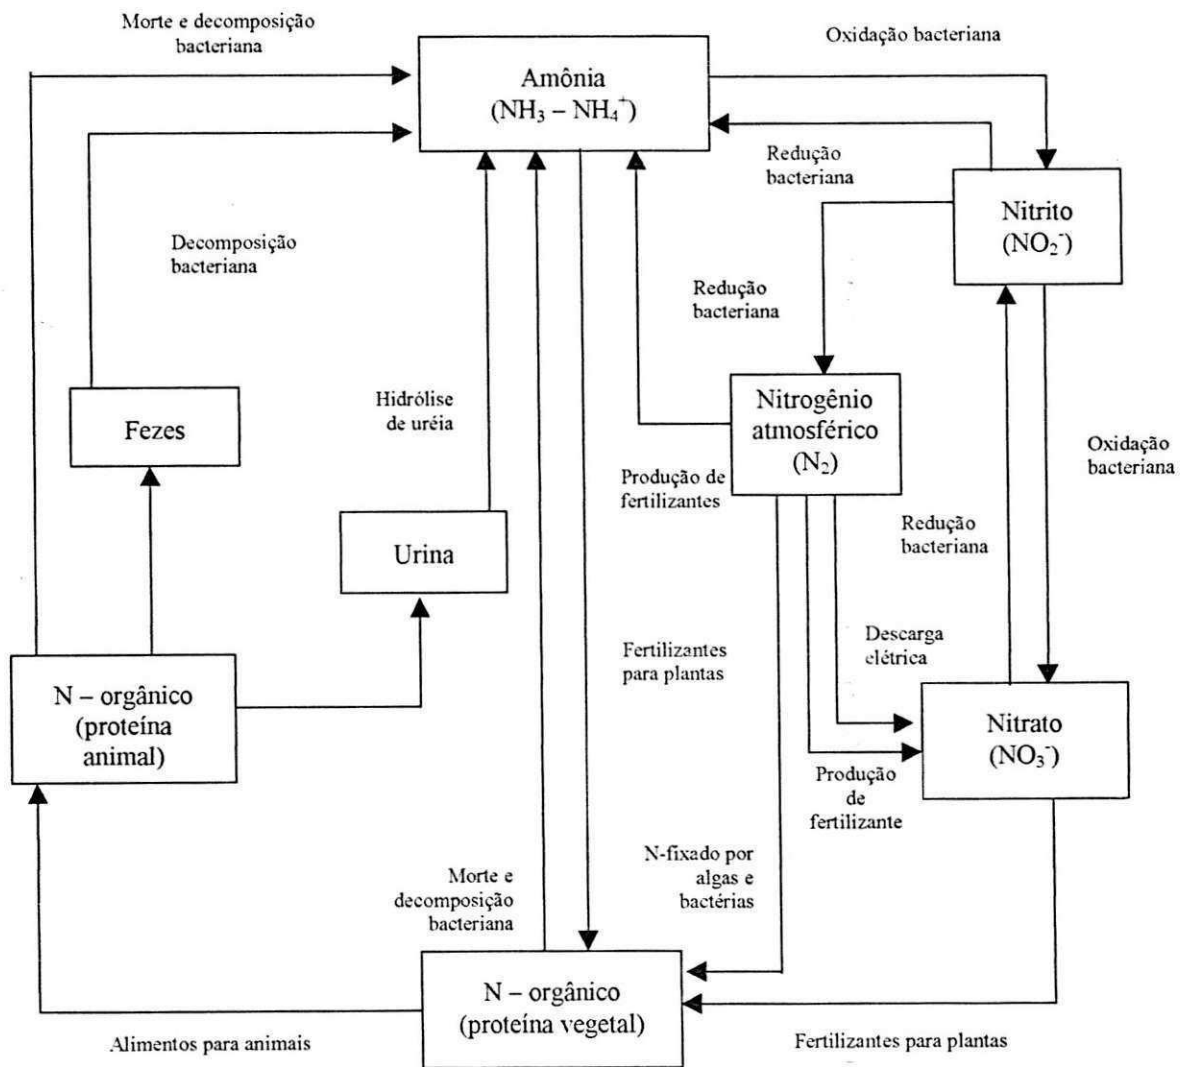 Morte e decomposição
bacteriana
Oxidação bacteriana
Amônia
(NH₃ – NH₄⁺)
Redução
bacteriana
Nitrito
(NO₂⁻)
Decomposição
bacteriana
Redução
bacteriana
Fezes
Hidrólise
de uréia
Nitrogênio
atmosférico
(N₂)
Oxidação
bacteriana
Produção de
fertilizantes
Redução
bacteriana
Urina
Descarga
elétrica
Fertilizantes
para plantas
N – orgânico
(proteína
animal)
Nitrato
(NO₃⁻)
Produção
de
fertilizante
N-fixado por
algas e
bactérias
Morte e
decomposição
bacteriana
N – orgânico
(proteína vegetal)
Alimentos para animais
Fertilizantes para plantas